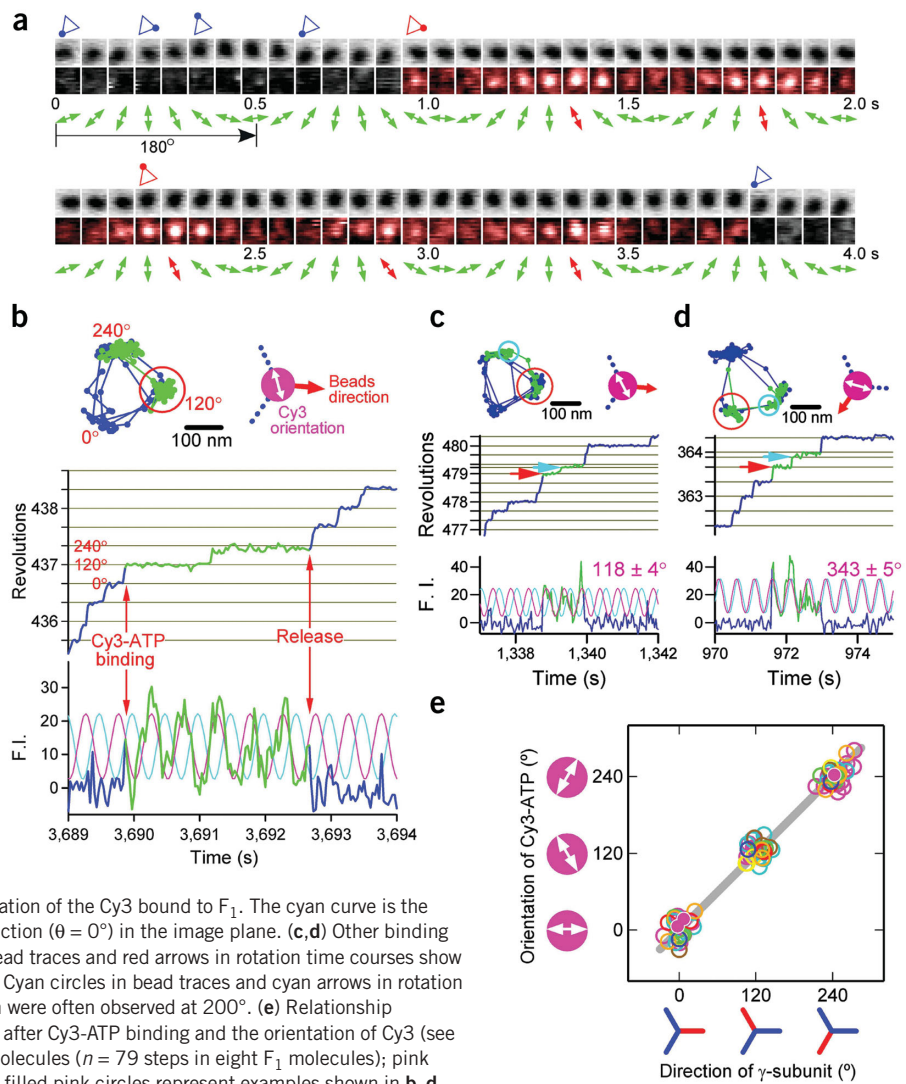 a
0 0.5 1.0 1.5 2.0 s
180°
2.5 3.0 3.5 4.0 s
b
240°
120°
0°
100 nm
Beads
direction
Cy3
orientation
Revolutions
438
437
436
240°
120°
0°
Cy3-ATP
binding
Release
F.I.
30
20
10
0
3,689 3,690 3,691 3,692 3,693 3,694
Time (s)
c
100 nm
Revolutions
480
479
478
477
F. I.
40
20
0
118 ± 4°
1,338 1,340 1,342
Time (s)
d
100 nm
364
363
40
20
0
343 ± 5°
970 972 974
Time (s)
e
Orientation of Cy3-ATP (º)
240
120
0
0 120 240
Direction of γ-subunit (º)
ation of the Cy3 bound to F1. The cyan curve is the
ction (θ = 0°) in the image plane. (c,d) Other binding
ead traces and red arrows in rotation time courses show
Cyan circles in bead traces and cyan arrows in rotation
n were often observed at 200°. (e) Relationship
after Cy3-ATP binding and the orientation of Cy3 (see
olecules (n = 79 steps in eight F1 molecules); pink
filled pink circles represent examples shown in b, d